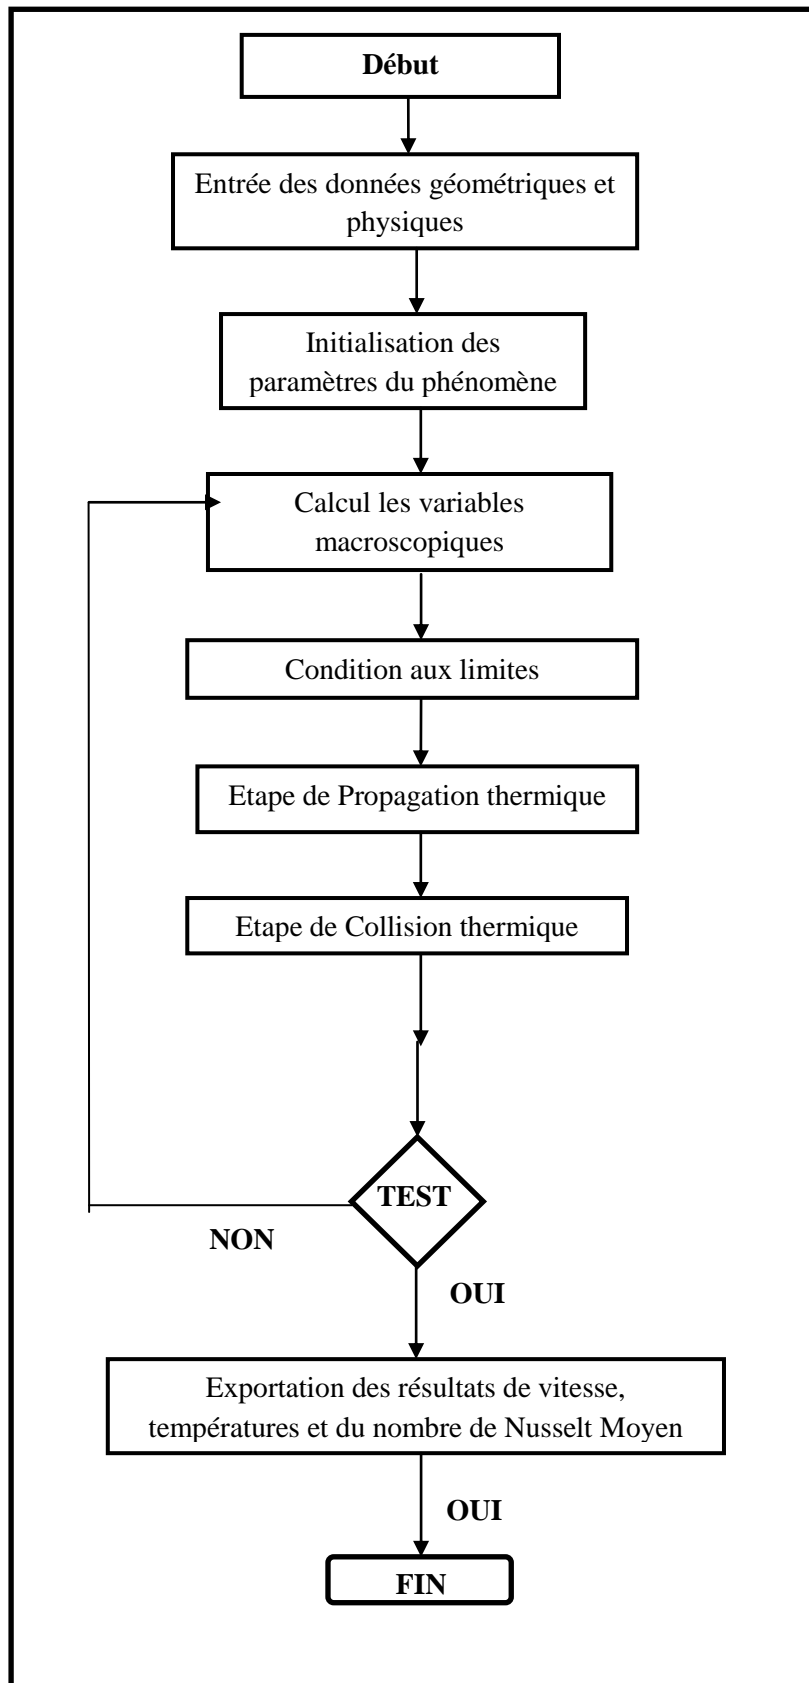 Début
Entrée des données géométriques et
physiques
Initialisation des
paramètres du phénomène
Calcul les variables
macroscopiques
Condition aux limites
Etape de Propagation thermique
Etape de Collision thermique
TEST
NON
OUI
Exportation des résultats de vitesse,
températures et du nombre de Nusselt Moyen
OUI
FIN